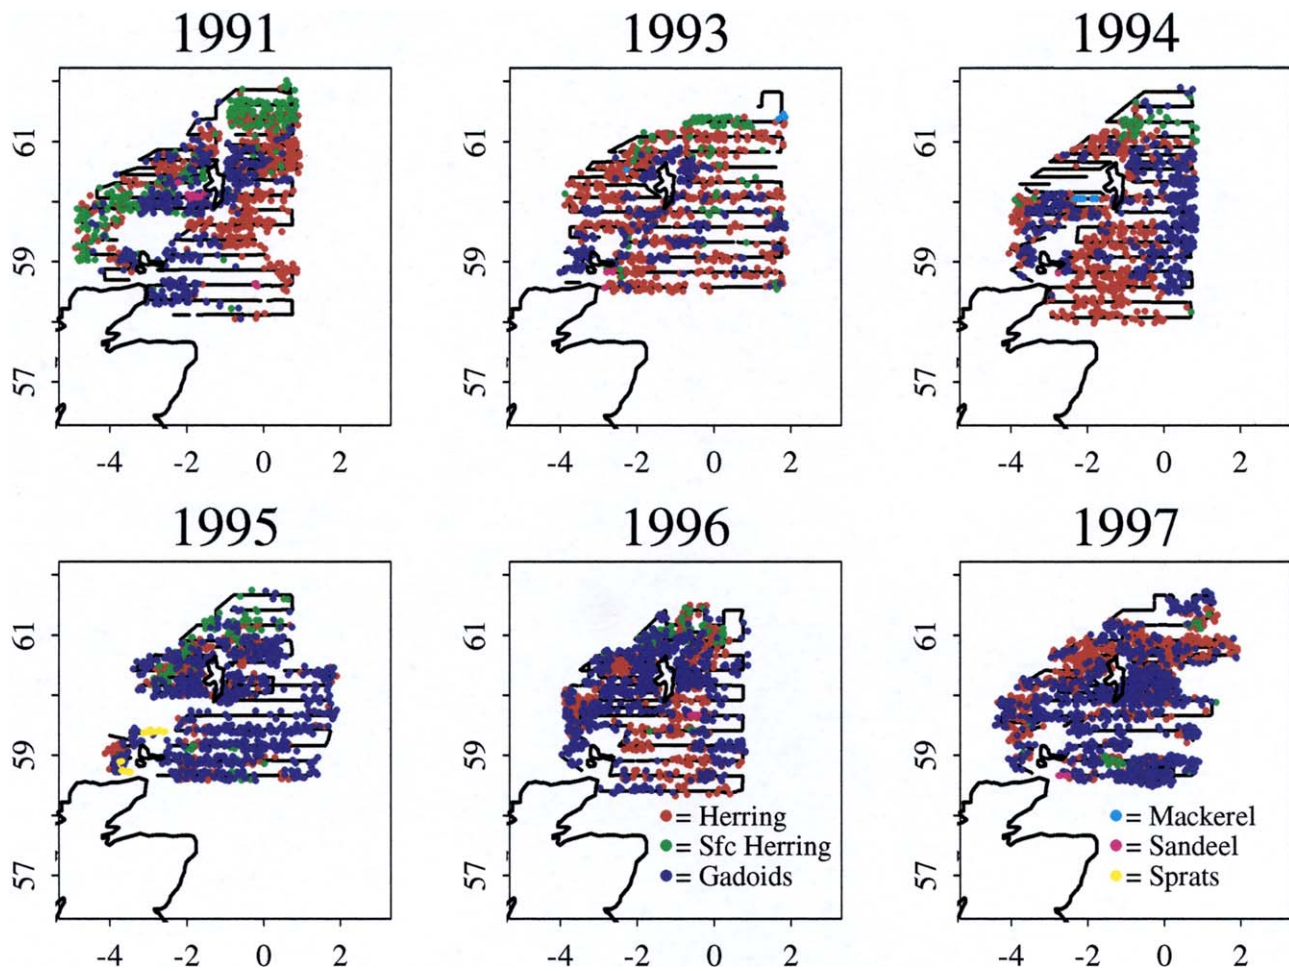 1991
1993
1994
61
59
57
-4 -2 0 2
61
59
57
-4 -2 0 2
61
59
57
-4 -2 0 2
1995
1996
1997
61
59
57
-4 -2 0 2
61
59
57
= Herring
= Sfc Herring
= Gadoids
-4 -2 0 2
61
59
57
= Mackerel
= Sandeel
= Sprats
-4 -2 0 2